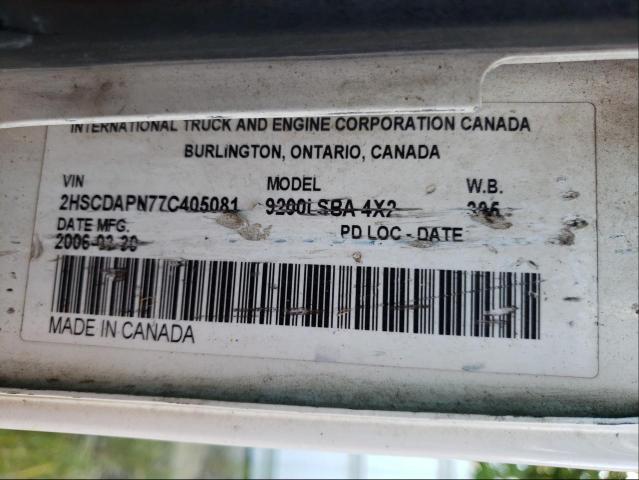 INTERNATIONAL TRUCK AND ENGINE CORPORATION CANADA
BURLINGTON, ONTARIO, CANADA
VIN MODEL W.B.
2HSCDAPN77C405081 9200i SBA 4X2
DATE MFG. PD LOC - DATE
MADE IN CANADA